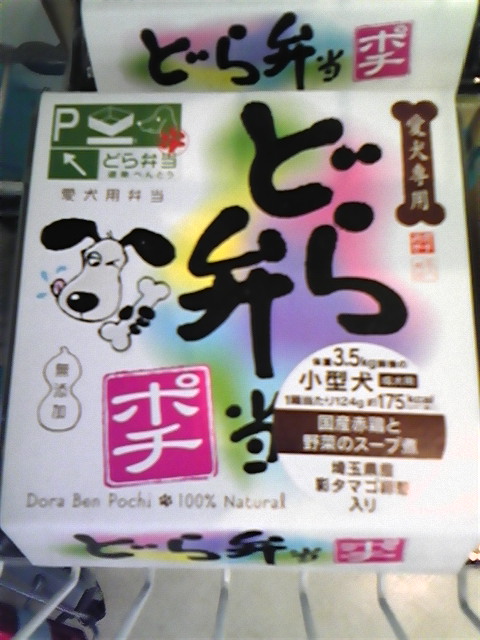 どら弁当
ポチ
P
どら弁当
愛犬用弁当
どら弁当
愛犬専用
無添加
ポチ
体重3.5kg前後の
小型犬 成犬用
1箱当たり124g 約175kcal
国産赤鶏と
野菜のスープ煮
埼玉県産
彩タマゴ
入り
Dora Ben Pochi 100% Natural
どら弁当
ポチ